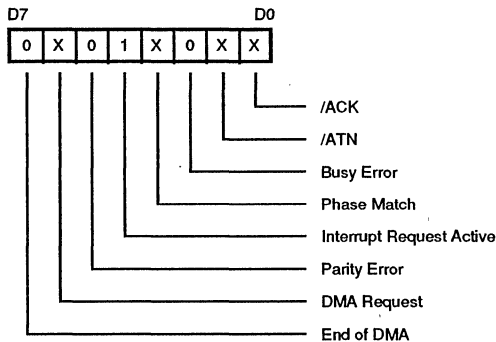 D7 D0
0 X 0 1 X 0 X X
/ACK
/ATN
Busy Error
Phase Match
Interrupt Request Active
Parity Error
DMA Request
End of DMA